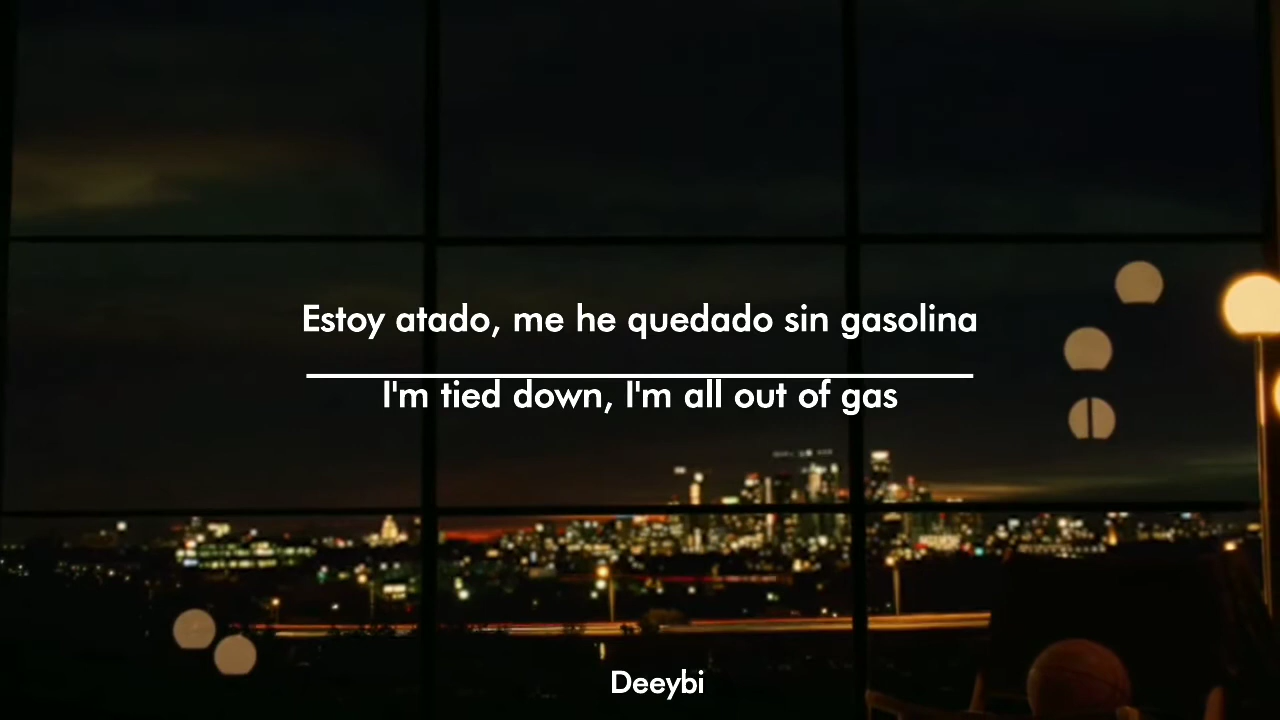 Estoy atado, me he quedado sin gasolina
I'm tied down, I'm all out of gas
Deeybi